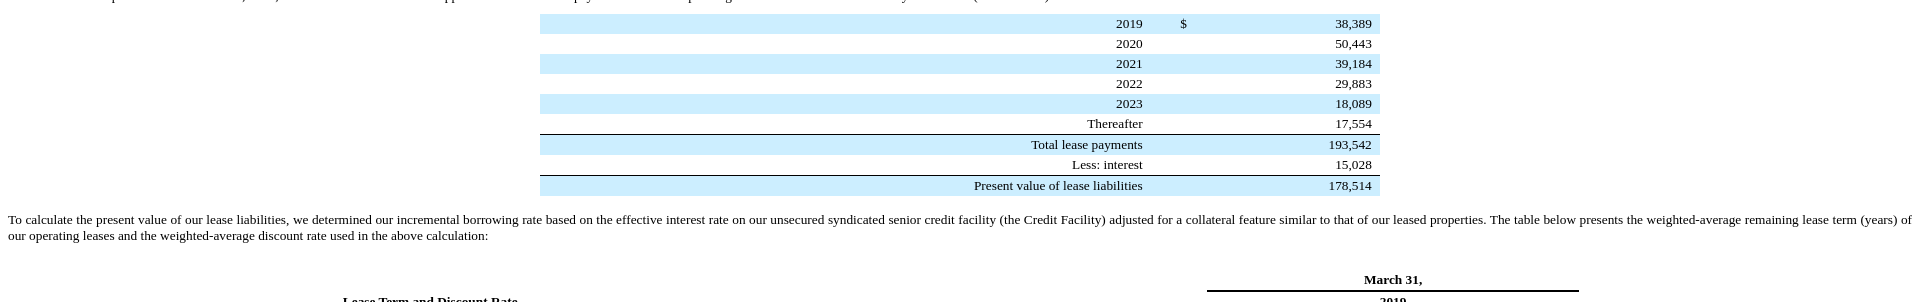 2019 $ 38,389
2020 50,443
2021 39,184
2022 29,883
2023 18,089
Thereafter 17,554
Total lease payments 193,542
Less: interest 15,028
Present value of lease liabilities 178,514
To calculate the present value of our lease liabilities, we determined our incremental borrowing rate based on the effective interest rate on our unsecured syndicated senior credit facility (the Credit Facility) adjusted for a collateral feature similar to that of our leased properties. The table below presents the weighted-average remaining lease term (years) of
our operating leases and the weighted-average discount rate used in the above calculation:
March 31,
Lease Term and Discount Rate 2019